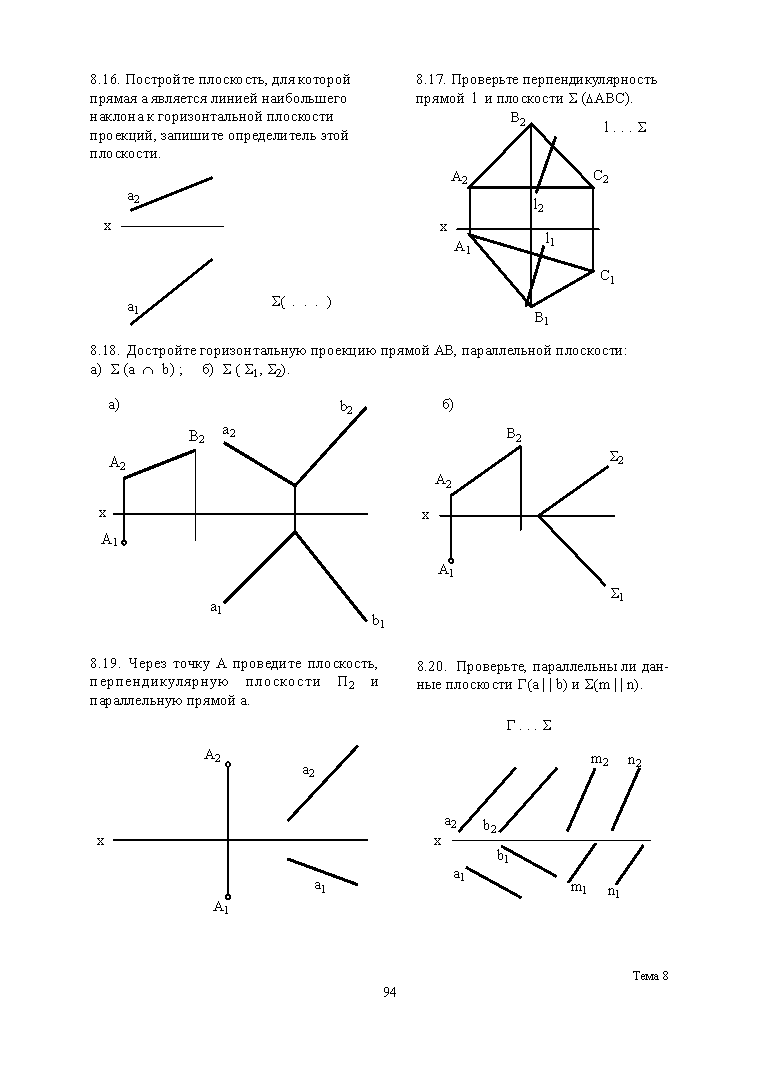 8.16. Постройте плоскость, для которой
прямая a является линией наибольшего
наклона к горизонтальной плоскости
проекций, запишите определитель этой
плоскости.
a2
x
a1
Σ( . . . )
8.17. Проверьте перпендикулярность
прямой l и плоскости Σ (ΔABC).
B2
l . . . Σ
A2
C2
l2
x
l1
A1
C1
B1
8.18. Достройте горизонтальную проекцию прямой AB, параллельной плоскости:
а) Σ (a ∩ b) ; б) Σ ( Σ1, Σ2).
а)
b2
a2
B2
A2
x
A1
a1
b1
б)
B2
Σ2
A2
x
A1
Σ1
8.19. Через точку А проведите плоскость,
перпендикулярную плоскости П2 и
параллельную прямой a.
A2
a2
x
a1
A1
8.20. Проверьте, параллельны ли дан-
ные плоскости Γ(a || b) и Σ(m || n).
Γ . . . Σ
m2 n2
a2 b2
x
b1
a1
m1 n1
Тема 8
94